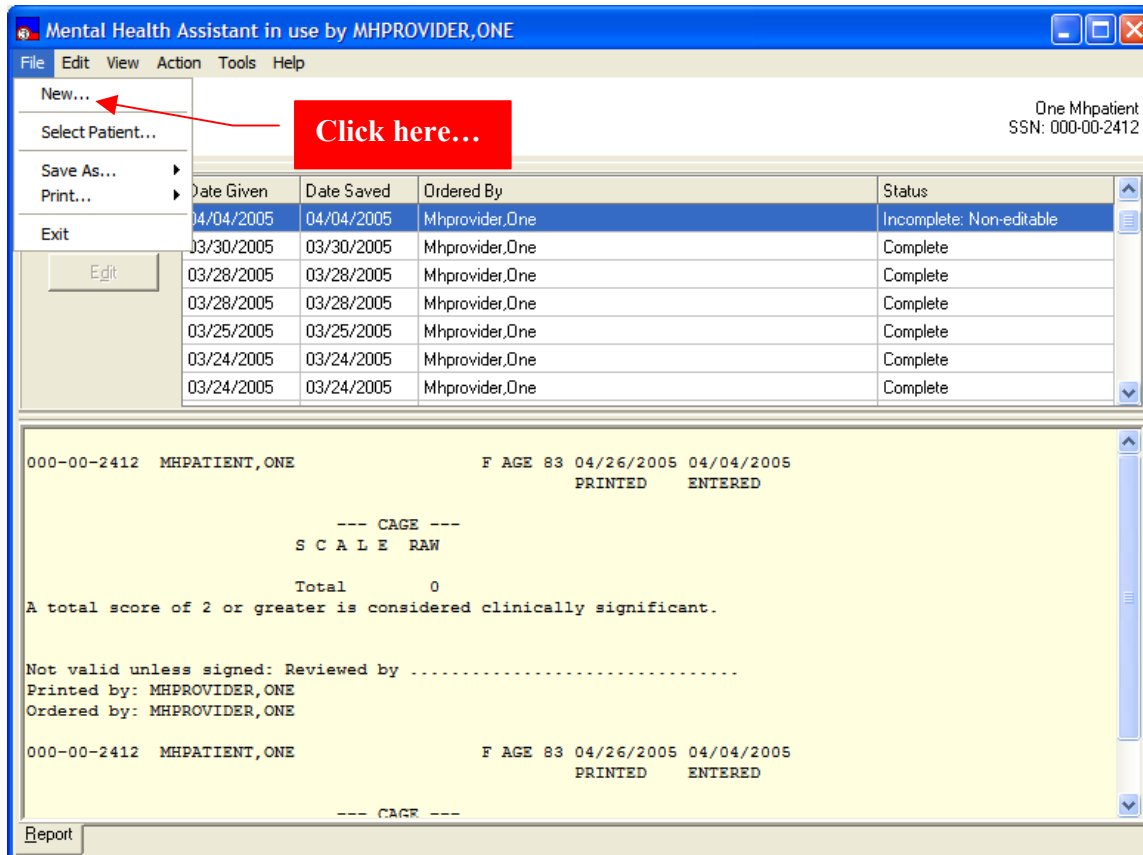 Mental Health Assistant in use by MHPROVIDER,ONE
File Edit View Action Tools Help
New...
Select Patient...
Save As...
Print...
Exit
Click here…
One Mhpatient
SSN: 000-00-2412
Edit
Date Given Date Saved Ordered By Status
04/04/2005 04/04/2005 Mhprovider,One Incomplete: Non-editable
03/30/2005 03/30/2005 Mhprovider,One Complete
03/28/2005 03/28/2005 Mhprovider,One Complete
03/28/2005 03/28/2005 Mhprovider,One Complete
03/25/2005 03/25/2005 Mhprovider,One Complete
03/24/2005 03/24/2005 Mhprovider,One Complete
03/24/2005 03/24/2005 Mhprovider,One Complete
000-00-2412 MHPATIENT,ONE F AGE 83 04/26/2005 04/04/2005
PRINTED ENTERED
--- CAGE ---
S C A L E RAW
Total 0
A total score of 2 or greater is considered clinically significant.
Not valid unless signed: Reviewed by ................................
Printed by: MHPROVIDER,ONE
Ordered by: MHPROVIDER,ONE
000-00-2412 MHPATIENT,ONE F AGE 83 04/26/2005 04/04/2005
PRINTED ENTERED
--- CAGE ---
Report